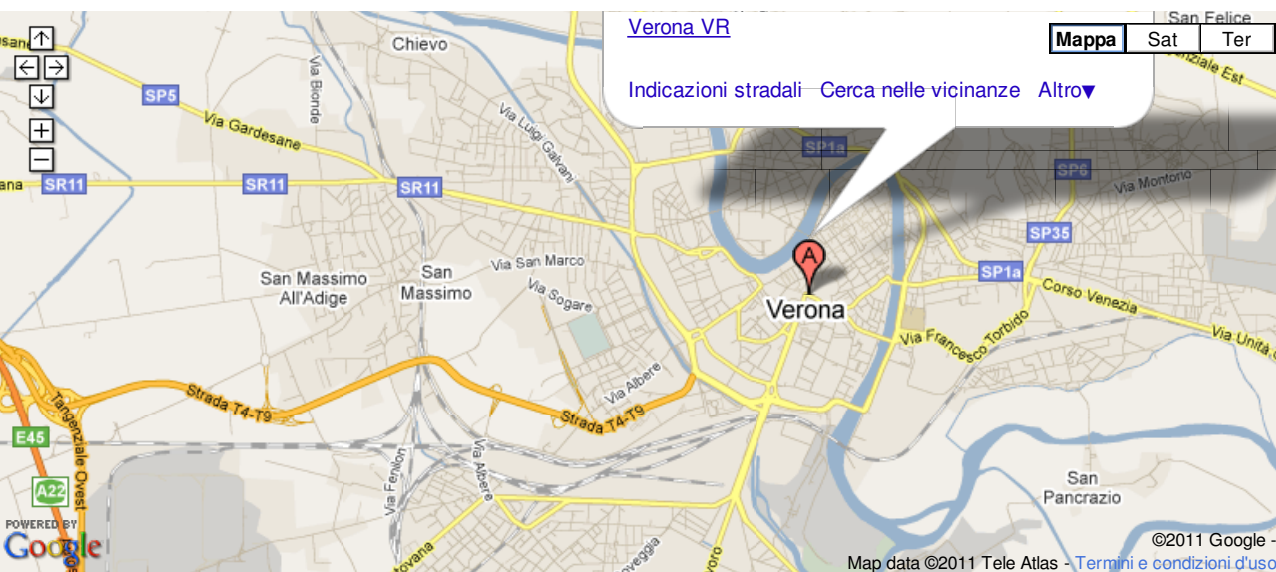 San Felice
Verona VR
Mappa Sat Ter
Chievo
Indicazioni stradali Cerca nelle vicinanze Altro▼
Via Bionde
SP5
Via Gardesane
Via Luigi Galvani
SP1a
SP6
Via Montorio
ana SR11 SR11 SR11
SP35
Via San Marco
San Massimo All'Adige
San Massimo
Via Sogare
A
Verona
SP1a
Corso Venezia
Via Francesco Torbido
Via Unità
Via Albere
Strada T4-T9
Strada T4-T9
E45
Tangenziale Ovest
A22
Via Fenilon
Via Albere
San Pancrazio
POWERED BY
Google
©2011 Google -
Map data ©2011 Tele Atlas - Termini e condizioni d'uso